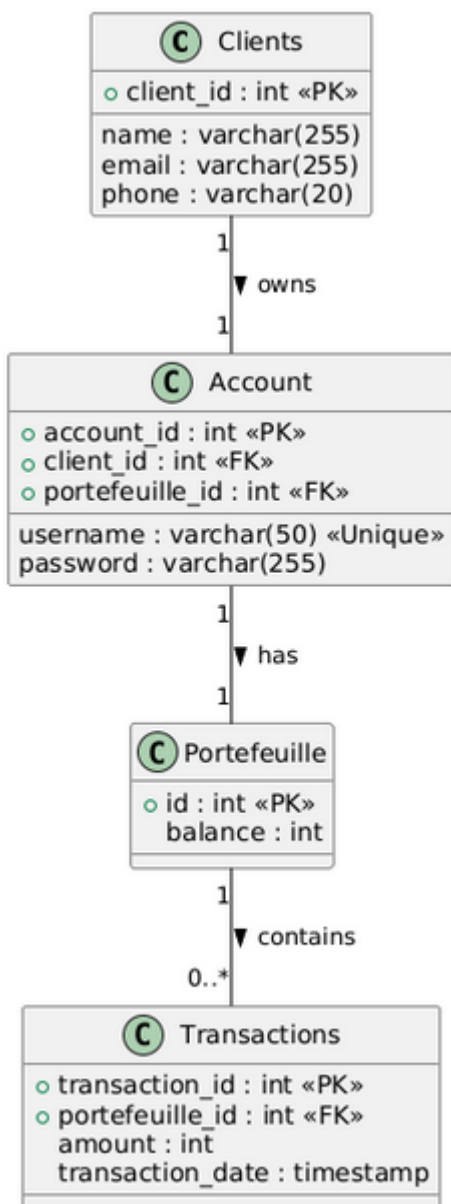 C Clients
client_id : int «PK»
name : varchar(255)
email : varchar(255)
phone : varchar(20)
1
owns
1
C Account
account_id : int «PK»
client_id : int «FK»
portefeuille_id : int «FK»
username : varchar(50) «Unique»
password : varchar(255)
1
has
1
C Portefeuille
id : int «PK»
balance : int
1
contains
0..*
C Transactions
transaction_id : int «PK»
portefeuille_id : int «FK»
amount : int
transaction_date : timestamp